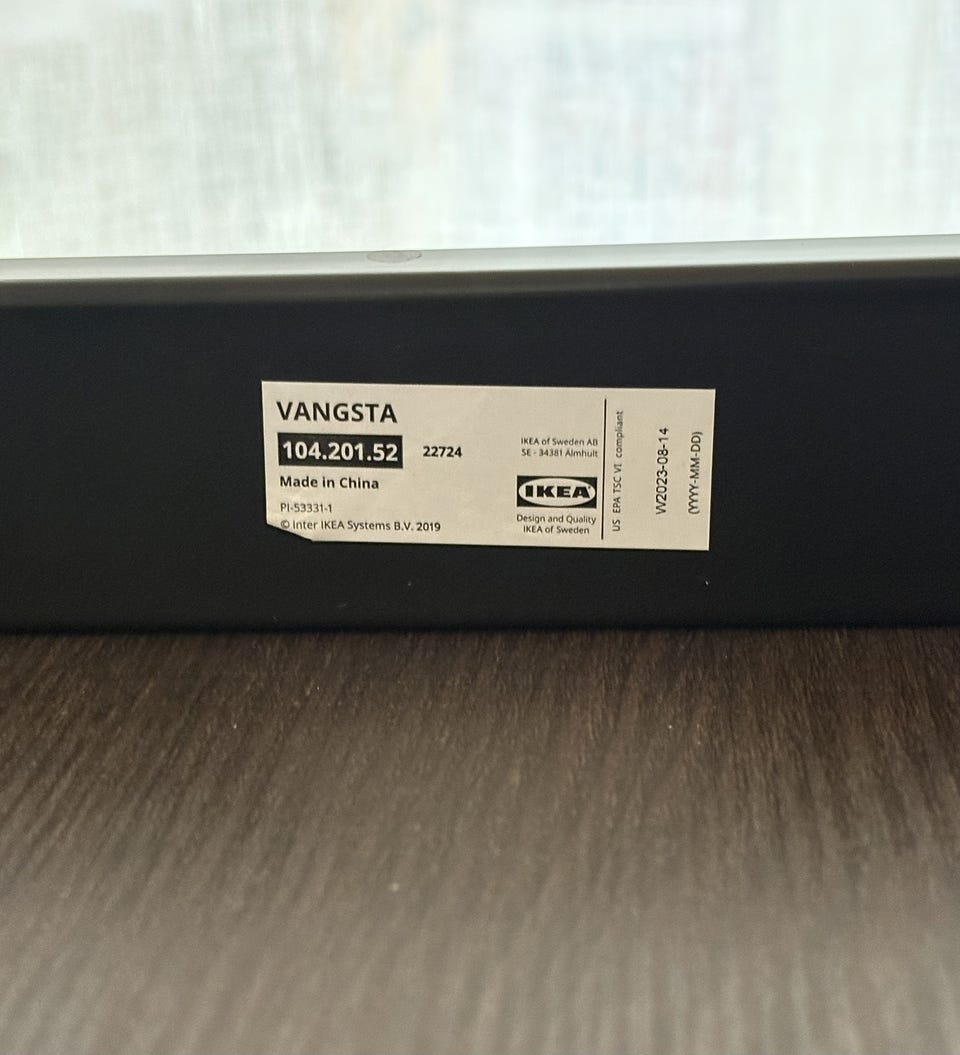 VANGSTA
104.201.52 22724
Made in China
PI-53331-1
© Inter IKEA Systems B.V. 2019
IKEA of Sweden AB
SE - 34381 Älmhult
IKEA
Design and Quality
IKEA of Sweden
US EPA TSC VI compliant
W2023-08-14
(YYYY-MM-DD)